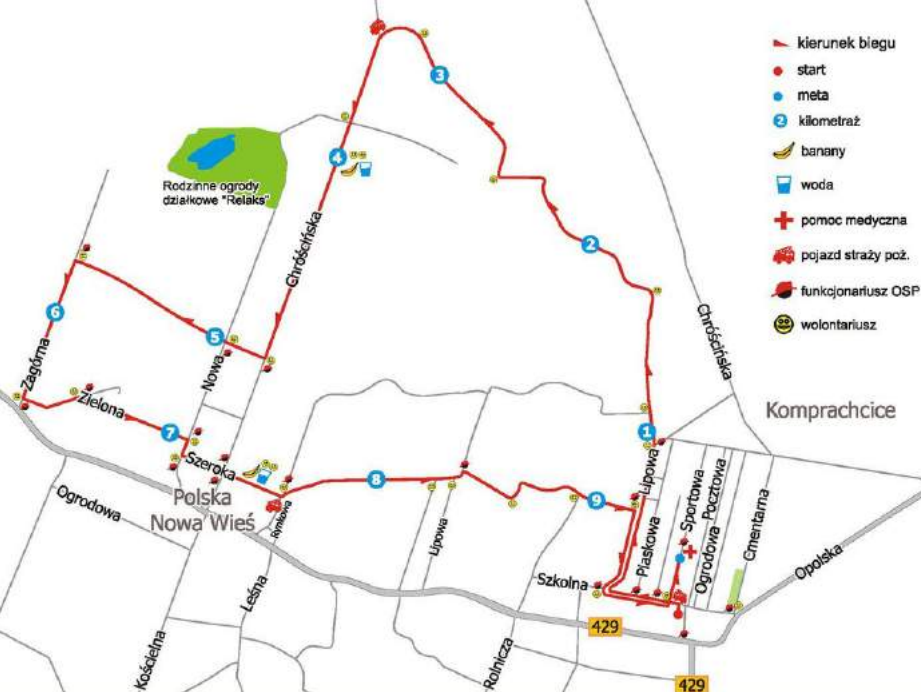 kierunek biegu
start
meta
2 kilometraż
banany
woda
pomoc medyczna
pojazd straży poż.
funkcjonariusz OSP
wolontariusz
3
4
Rodzinne ogrody
działkowe "Relaks"
Chróścińska
2
5
6
Nowa
Zagórna
Zielona
7
Szeroka
Polska
Nowa Wieś
Ogrodowa
Rynkowa
Leśna
Kościelna
8
Lipowa
9
1
Chróścińska
Komprachcice
Lipowa
Piaskowa
Sportowa
Ogrodowa
Pocztowa
Cmentarna
Opolska
Szkolna
Rolnicza
429
429